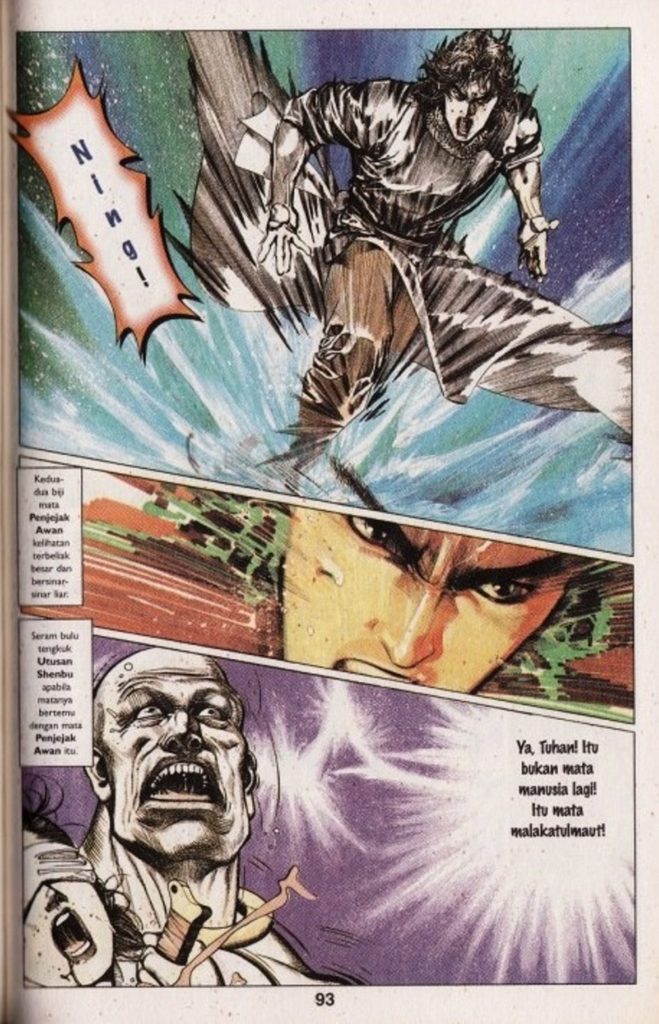 Ning!
Kedua-
dua biji
mata
Penjejak
Awan
kelihatan
terbeliak
besar dan
bersinar-
sinar liar.
Seram bulu
tengkuk
Utusan
Shenbu
apabila
matanya
bertemu
dengan mata
Penjejak
Awan itu.
Ya, Tuhan! Itu
bukan mata
manusia lagi!
Itu mata
malakatulmaut!
93